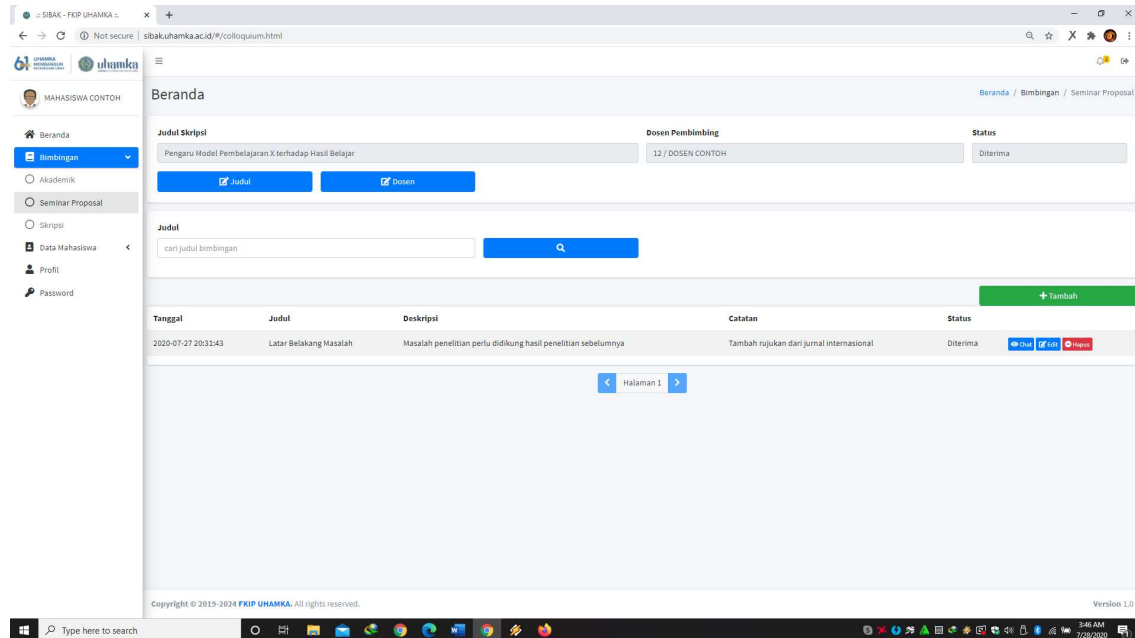 .:: SIBAK - FKIP UHAMKA ::.
Not secure | sibak.uhamka.ac.id/#/colloquium.html
61 UHAMKA
uhamka
MAHASISWA CONTOH
Beranda
Beranda / Bimbingan / Seminar Proposal
Beranda
Bimbingan
Akademik
Seminar Proposal
Skripsi
Data Mahasiswa
Profil
Password
Judul Skripsi
Dosen Pembimbing
Status
Pengaru Model Pembelajaran X terhadap Hasil Belajar
12 / DOSEN CONTOH
Diterima
Judul
Dosen
Judul
cari judul bimbingan
Tambah
Tanggal Judul Deskripsi Catatan Status
2020-07-27 20:31:43 Latar Belakang Masalah Masalah penelitian perlu didikung hasil penelitian sebelumnya Tambah rujukan dari jurnal internasional Diterima Chat Edit Hapus
Halaman 1
Copyright © 2019-2024 FKIP UHAMKA. All rights reserved.
Version 1.0
Type here to search
3:46 AM
7/28/2020